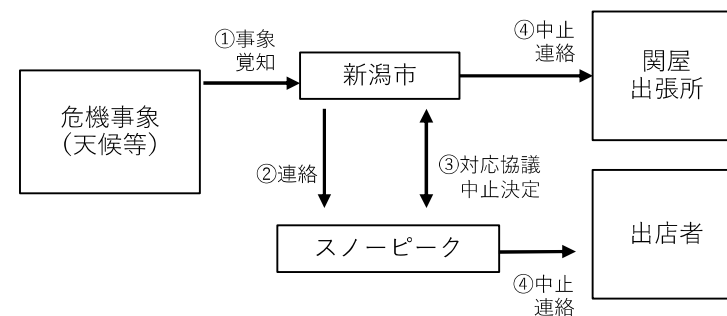 ①事象
覚知
④中止
連絡
新潟市
関屋
出張所
危機事象
（天候等）
②連絡
③対応協議
中止決定
スノーピーク
出店者
④中止
連絡